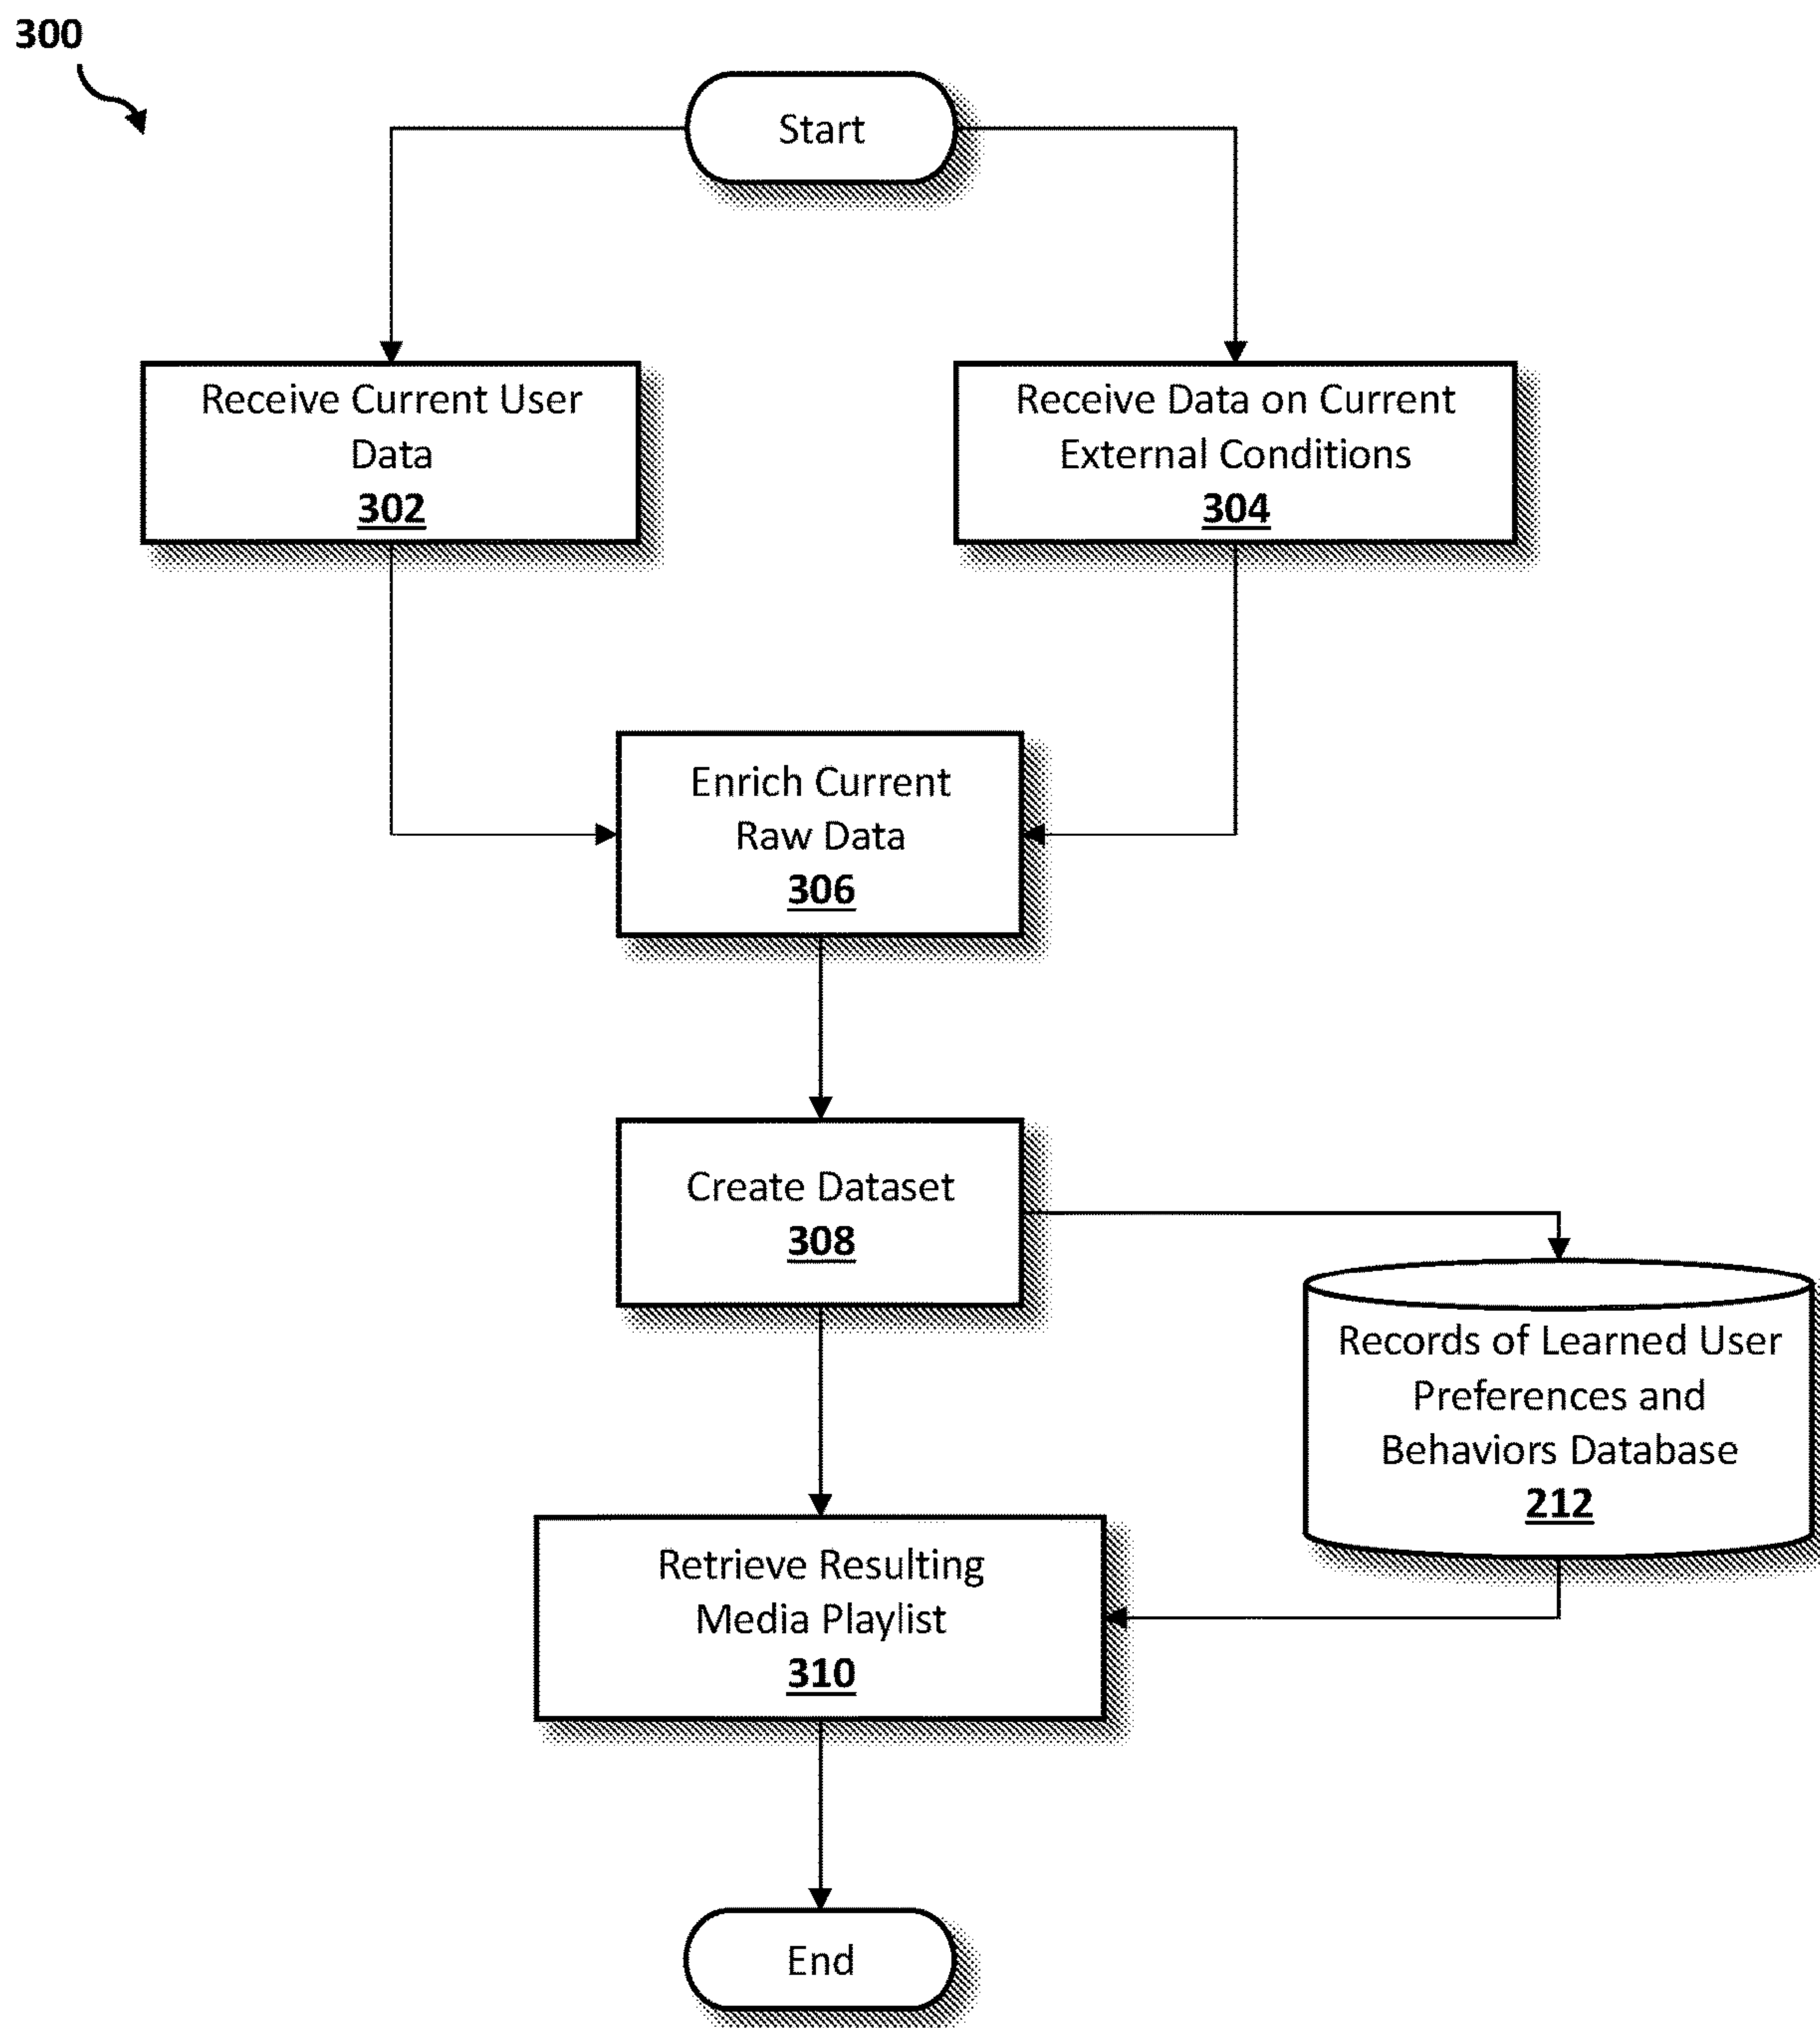 300
Start
Receive Current User
Data
302
Receive Data on Current
External Conditions
304
Enrich Current
Raw Data
306
Create Dataset
308
Records of Learned User
Preferences and
Behaviors Database
212
Retrieve Resulting
Media Playlist
310
End